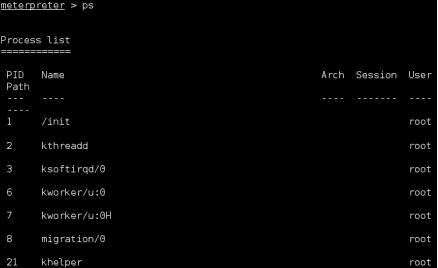 meterpreter > ps
Process list
============
PID Name Arch Session User
Path
--- ---- ---- ------- ----
----
1 /init root
2 kthreadd root
3 ksoftirqd/0 root
6 kworker/u:0 root
7 kworker/u:0H root
8 migration/0 root
21 khelper root